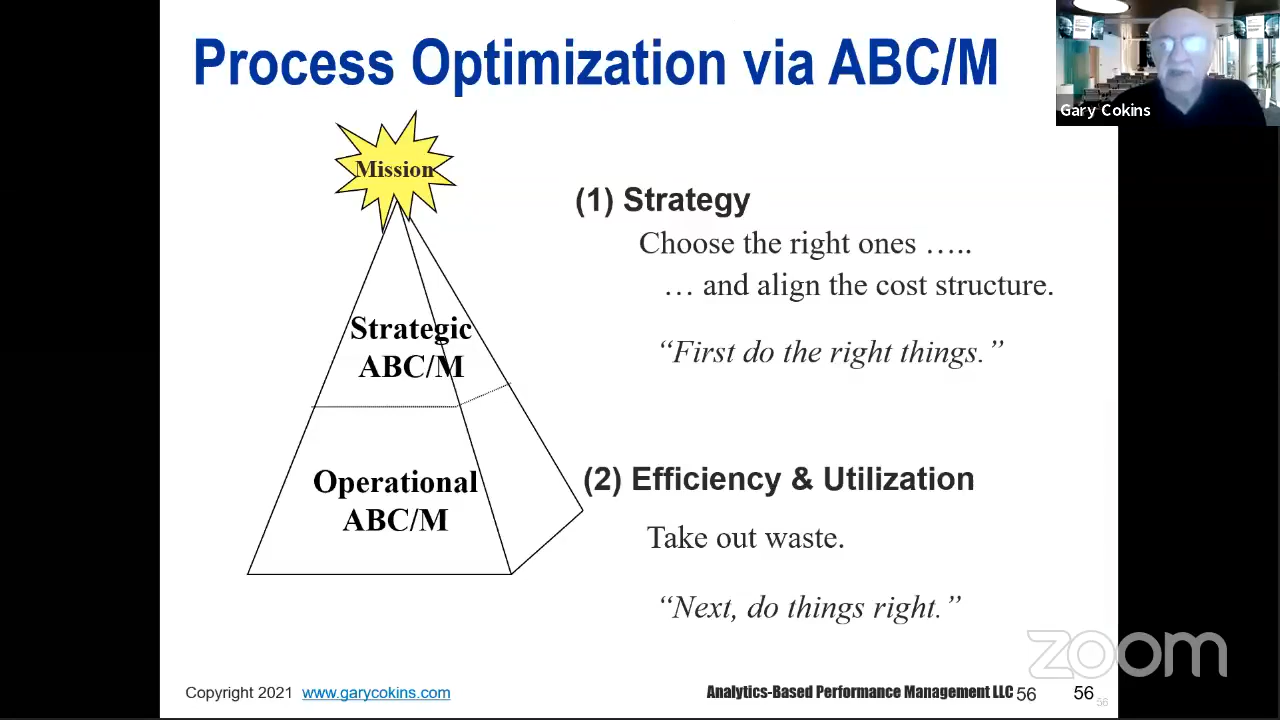 Process Optimization via ABC/M
Gary Cokins
Mission
(1) Strategy
Choose the right ones …..
… and align the cost structure.
“First do the right things.”
Strategic
ABC/M
Operational
ABC/M
(2) Efficiency & Utilization
Take out waste.
“Next, do things right.”
zoom
Copyright 2021 www.garycokins.com
Analytics-Based Performance Management LLC 56
56
56